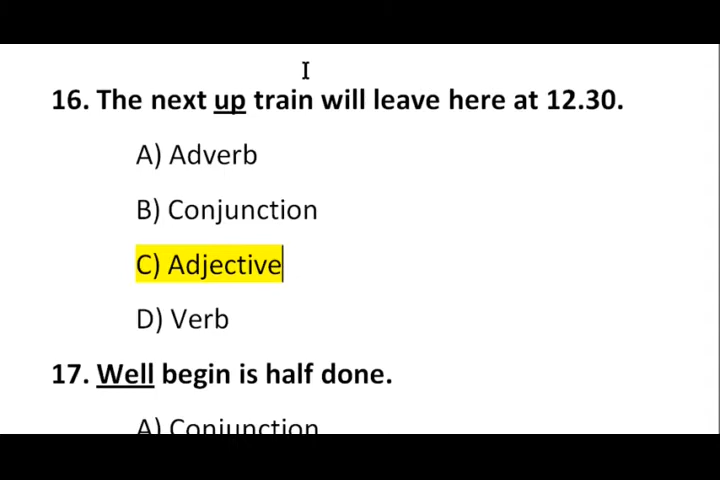 16. The next up train will leave here at 12.30.
A) Adverb
B) Conjunction
C) Adjective
D) Verb
17. Well begin is half done.
A) Conjunction